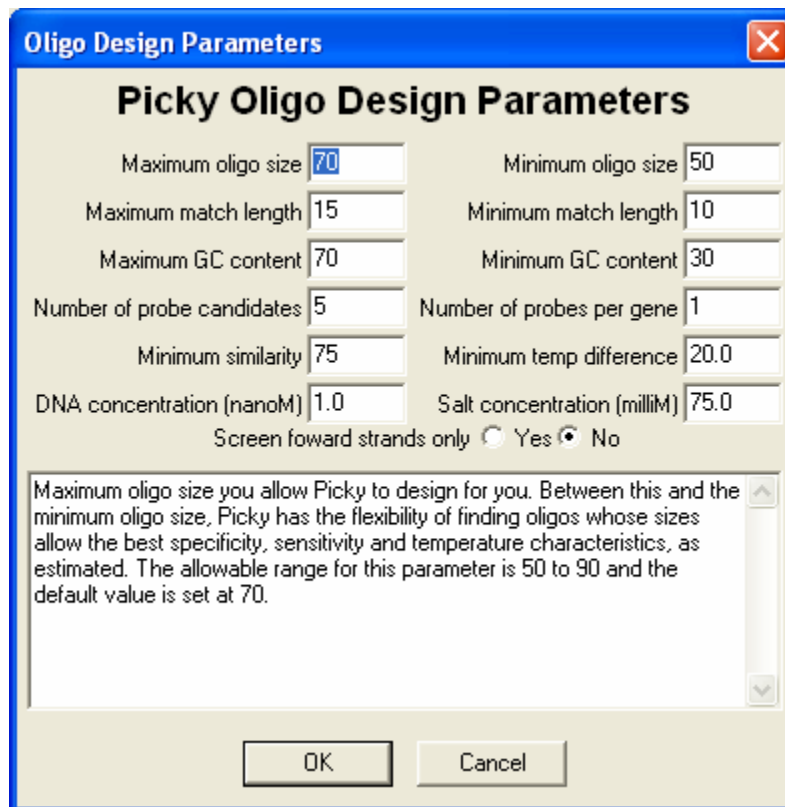 Oligo Design Parameters
Picky Oligo Design Parameters
Maximum oligo size 70 Minimum oligo size 50
Maximum match length 15 Minimum match length 10
Maximum GC content 70 Minimum GC content 30
Number of probe candidates 5 Number of probes per gene 1
Minimum similarity 75 Minimum temp difference 20.0
DNA concentration (nanoM) 1.0 Salt concentration (milliM) 75.0
Screen foward strands only Yes No
Maximum oligo size you allow Picky to design for you. Between this and the
minimum oligo size, Picky has the flexibility of finding oligos whose sizes
allow the best specificity, sensitivity and temperature characteristics, as
estimated. The allowable range for this parameter is 50 to 90 and the
default value is set at 70.
OK Cancel